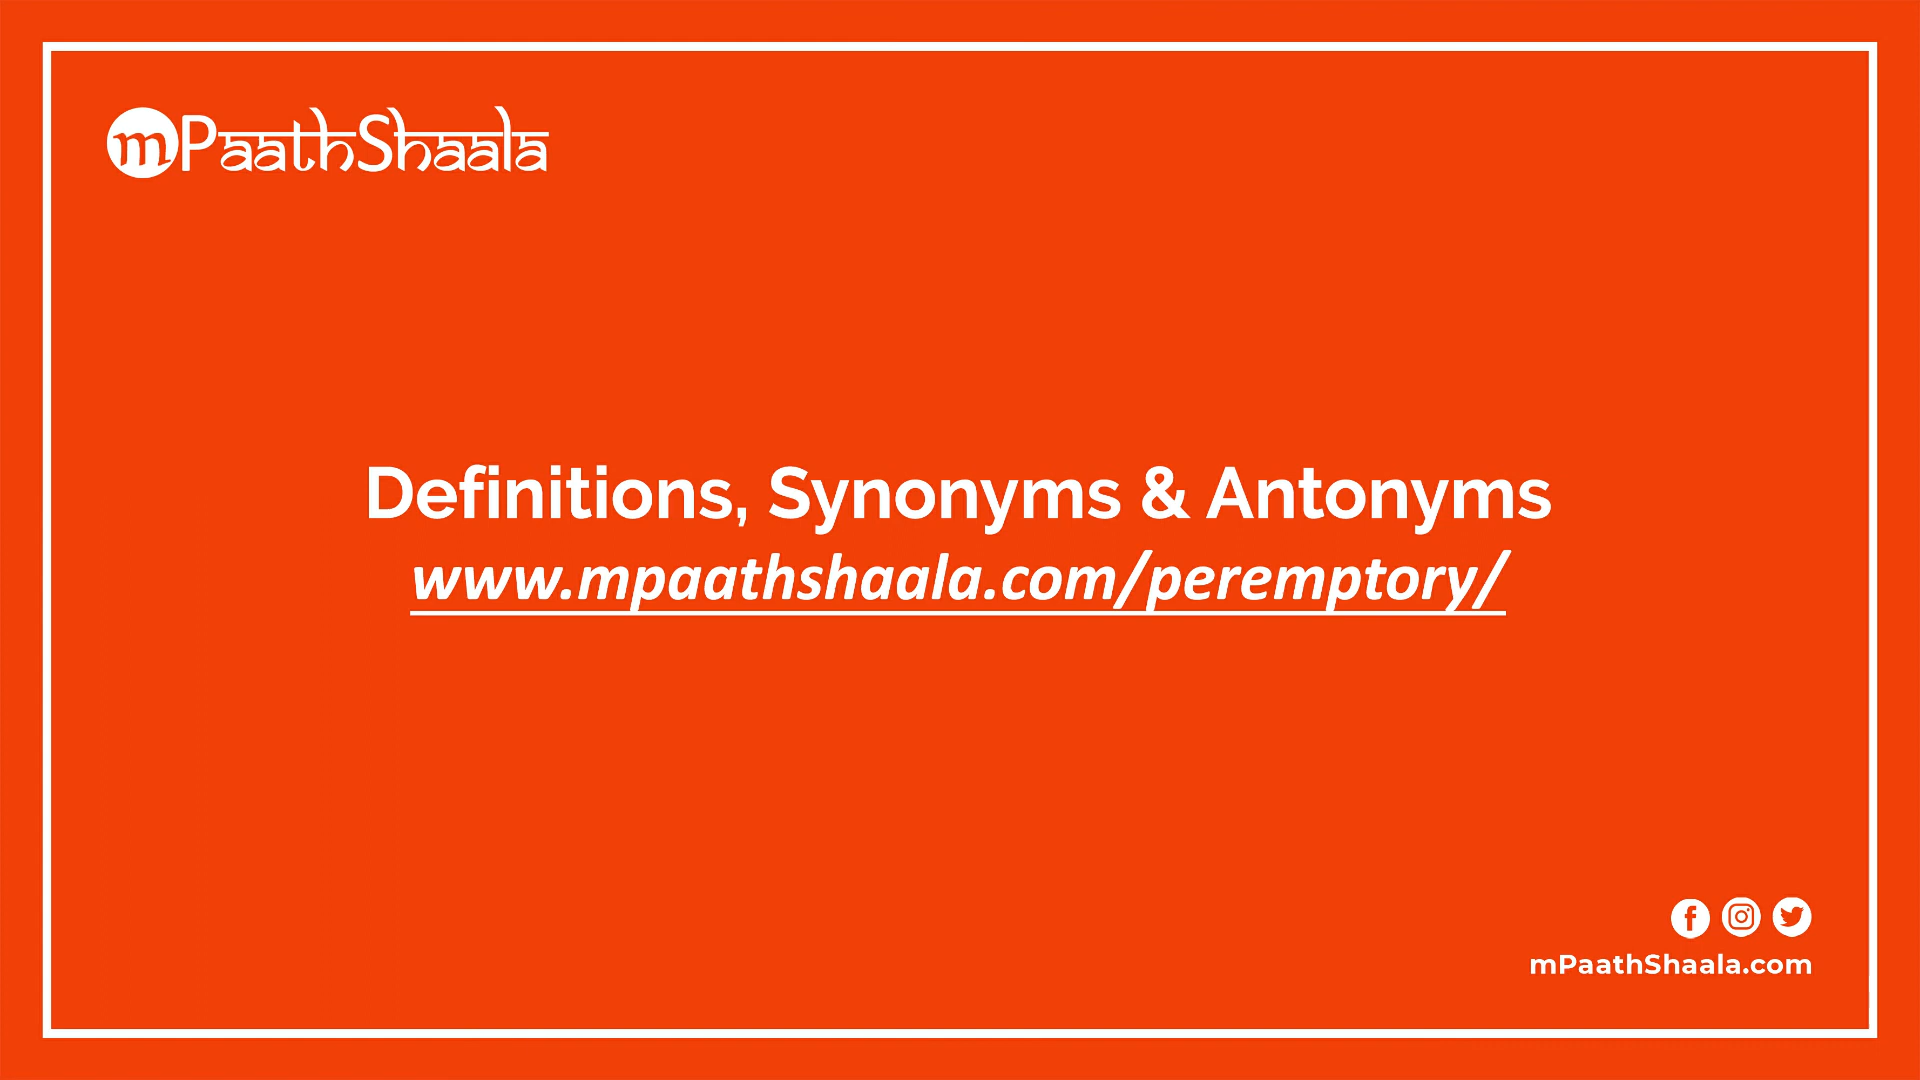 mPaathShaala
Definitions, Synonyms & Antonyms
www.mpaathshaala.com/peremptory/
mPaathShaala.com